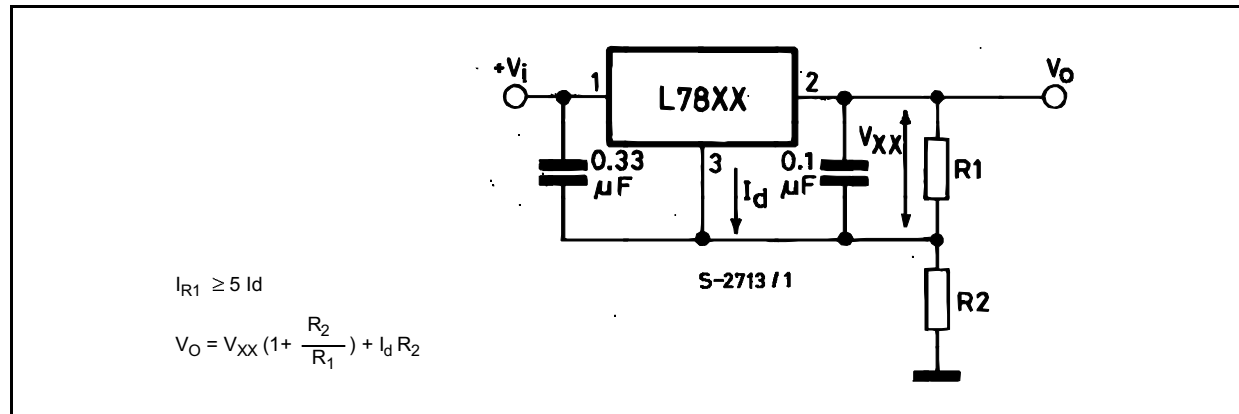 +Vi
1
L78XX
2
Vo
0.33
μF
3
Id
0.1
μF
VXX
R1
S-2713/1
R2
IR1 ≥ 5 Id
VO = VXX (1+ R2/R1) + Id R2